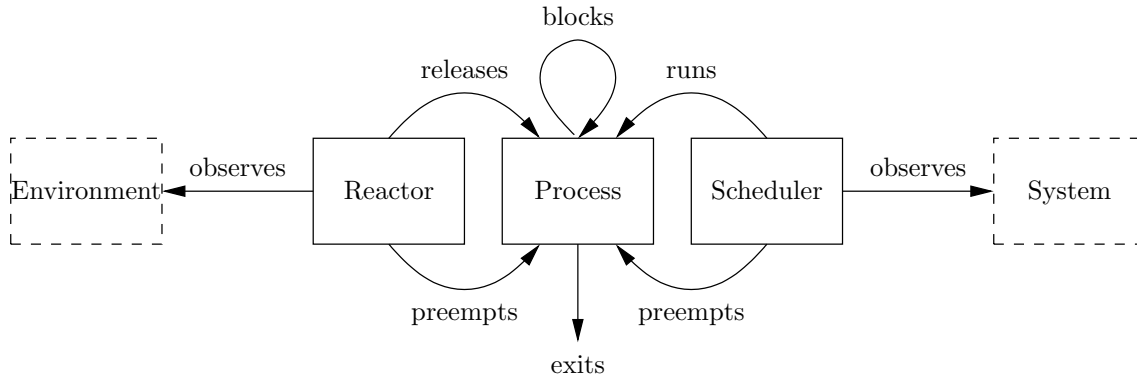 blocks
releases
runs
observes
observes
Environment
Reactor
Process
Scheduler
System
preempts
preempts
exits